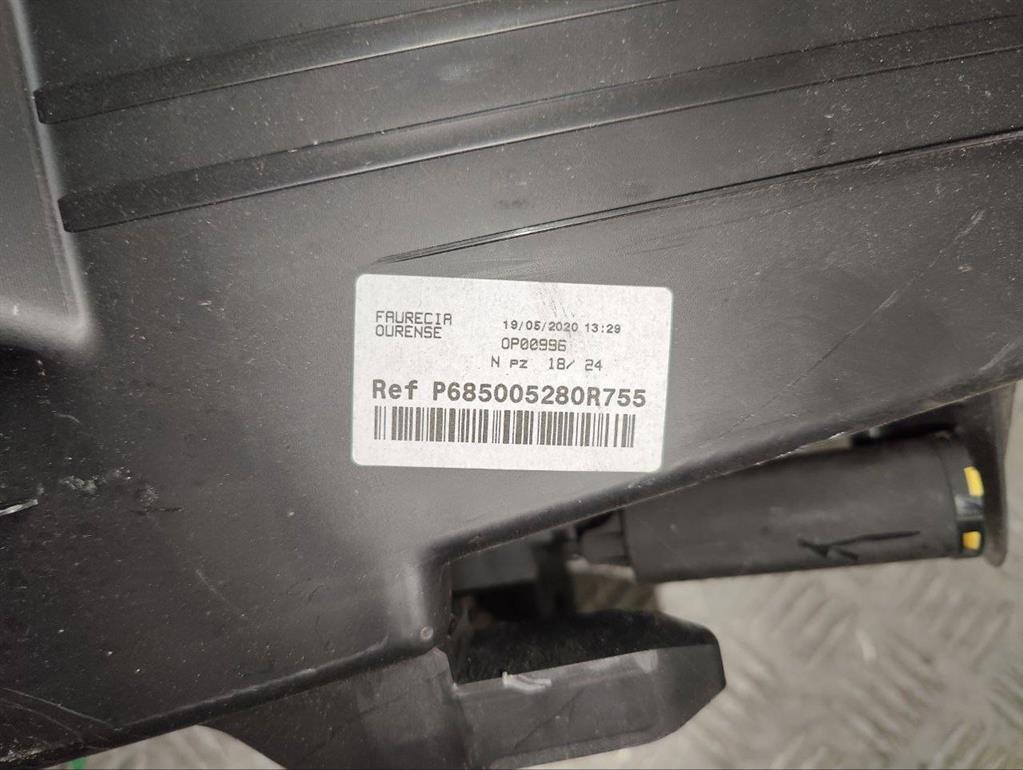 FAURECIA
OURENSE
19/05/2020 13:29
OP00996
N pz 18/ 24
Ref P685005280R755